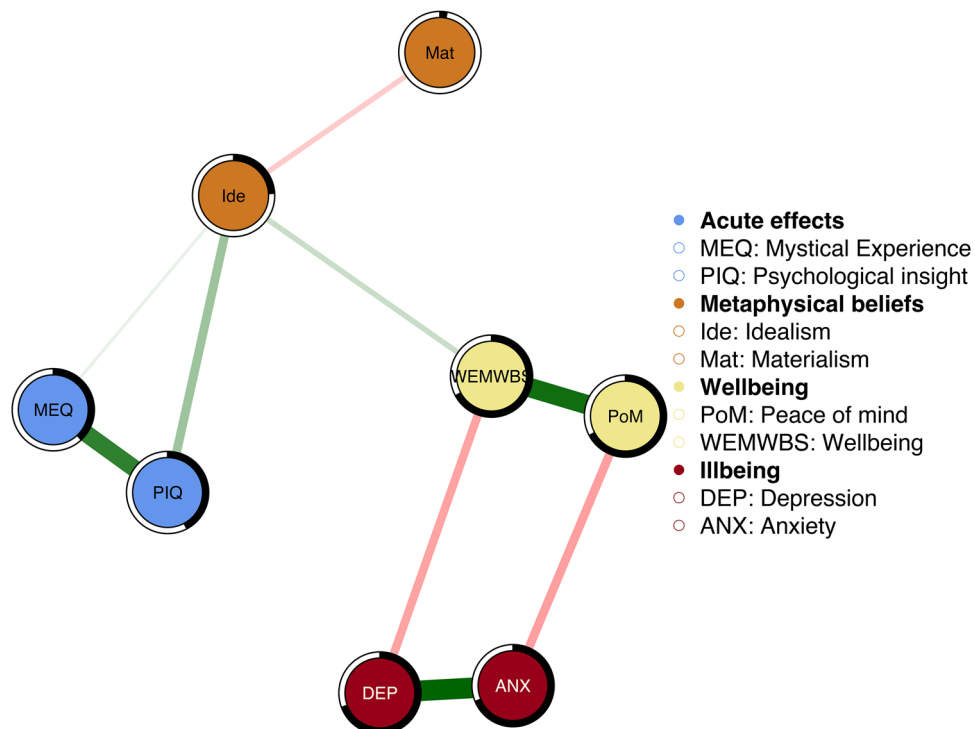 Mat
Ide
MEQ
PIQ
WEMWBS
PoM
DEP
ANX
Acute effects
MEQ: Mystical Experience
PIQ: Psychological insight
Metaphysical beliefs
Ide: Idealism
Mat: Materialism
Wellbeing
PoM: Peace of mind
WEMWBS: Wellbeing
Illbeing
DEP: Depression
ANX: Anxiety